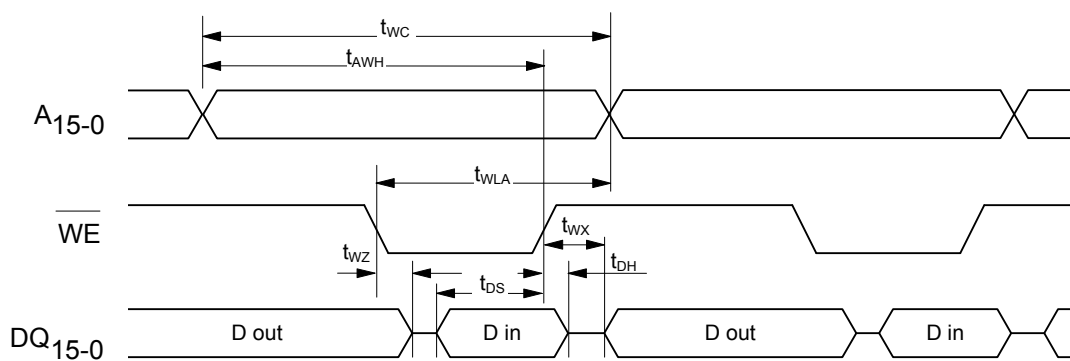 tWC
tAWH
A15-0
tWLA
WE
tWX
tWZ
tDH
tDS
DQ15-0 D out D in D out D in